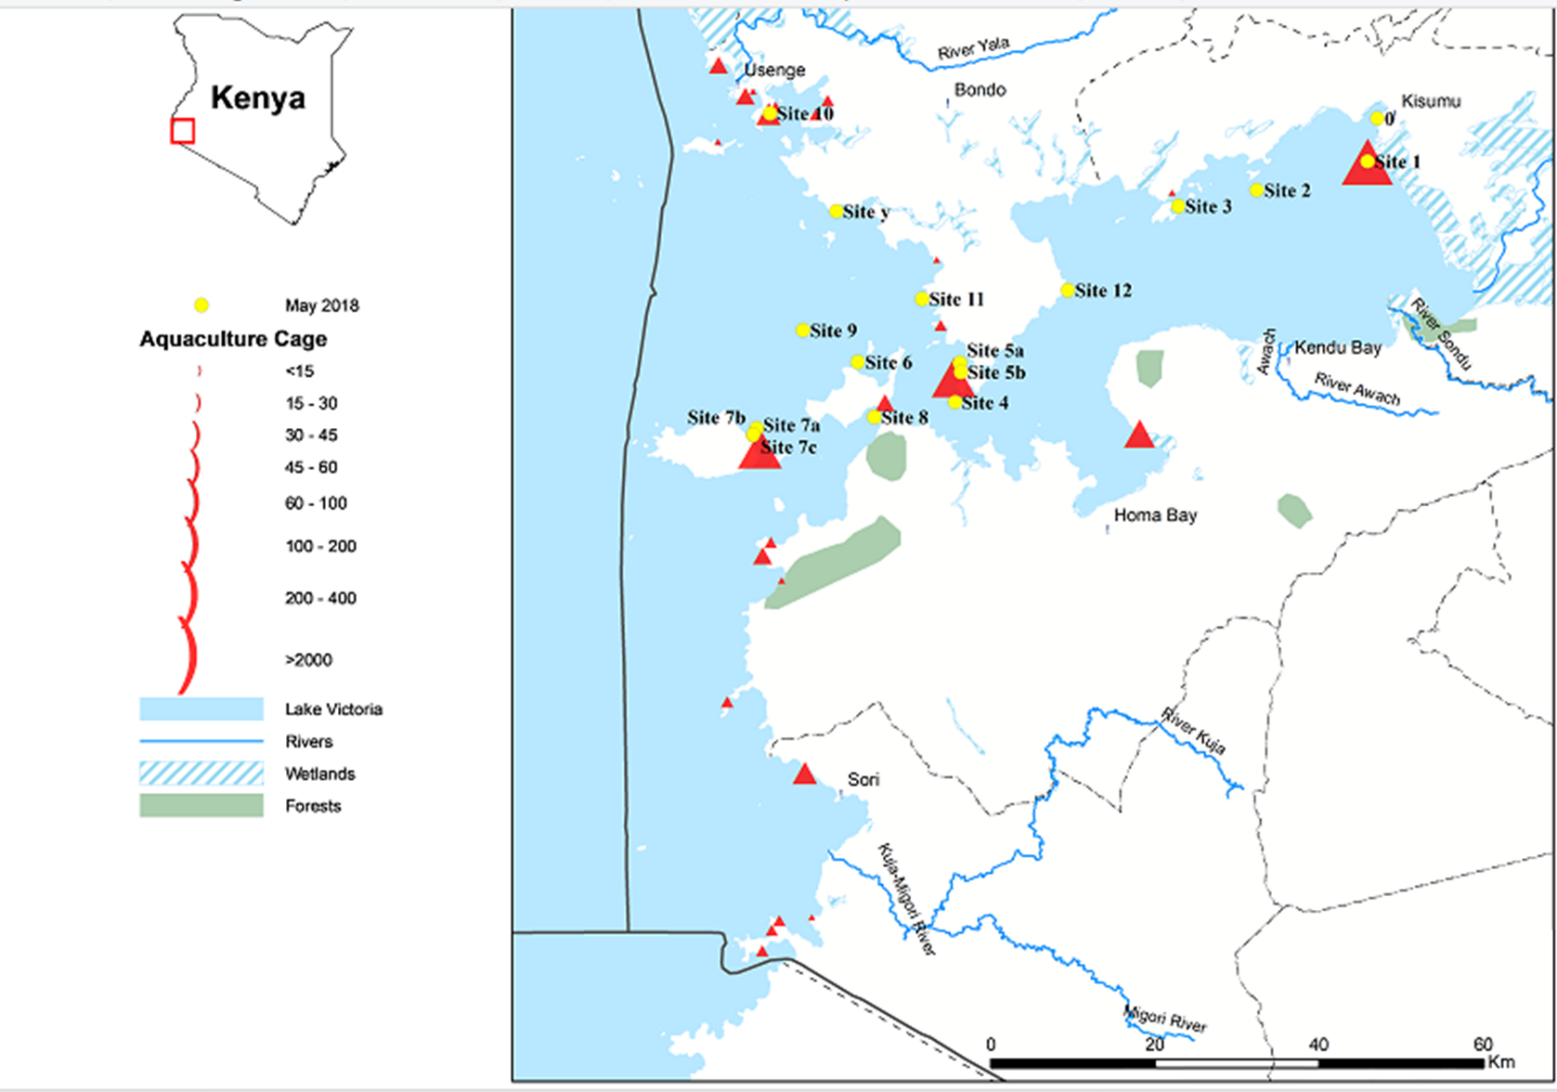 Kenya
May 2018
Aquaculture Cage
<15
15 - 30
30 - 45
45 - 60
60 - 100
100 - 200
200 - 400
>2000
Lake Victoria
Rivers
Wetlands
Forests
River Yala
Usenge
Bondo
Kisumu
0
Site 10
Site 1
Site 2
Site 3
Site y
Site 12
Site 11
Site 9
Site 5a
Site 6
Site 5b
Site 4
Site 8
Site 7b
Site 7a
Site 7c
River Sondu
Awach
Kendu Bay
River Awach
Homa Bay
River Kuja
Sori
Kuja-Migori River
Migori River
0 20 40 60
Km